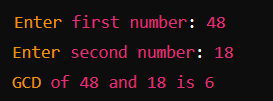 Enter first number: 48
Enter second number: 18
GCD of 48 and 18 is 6